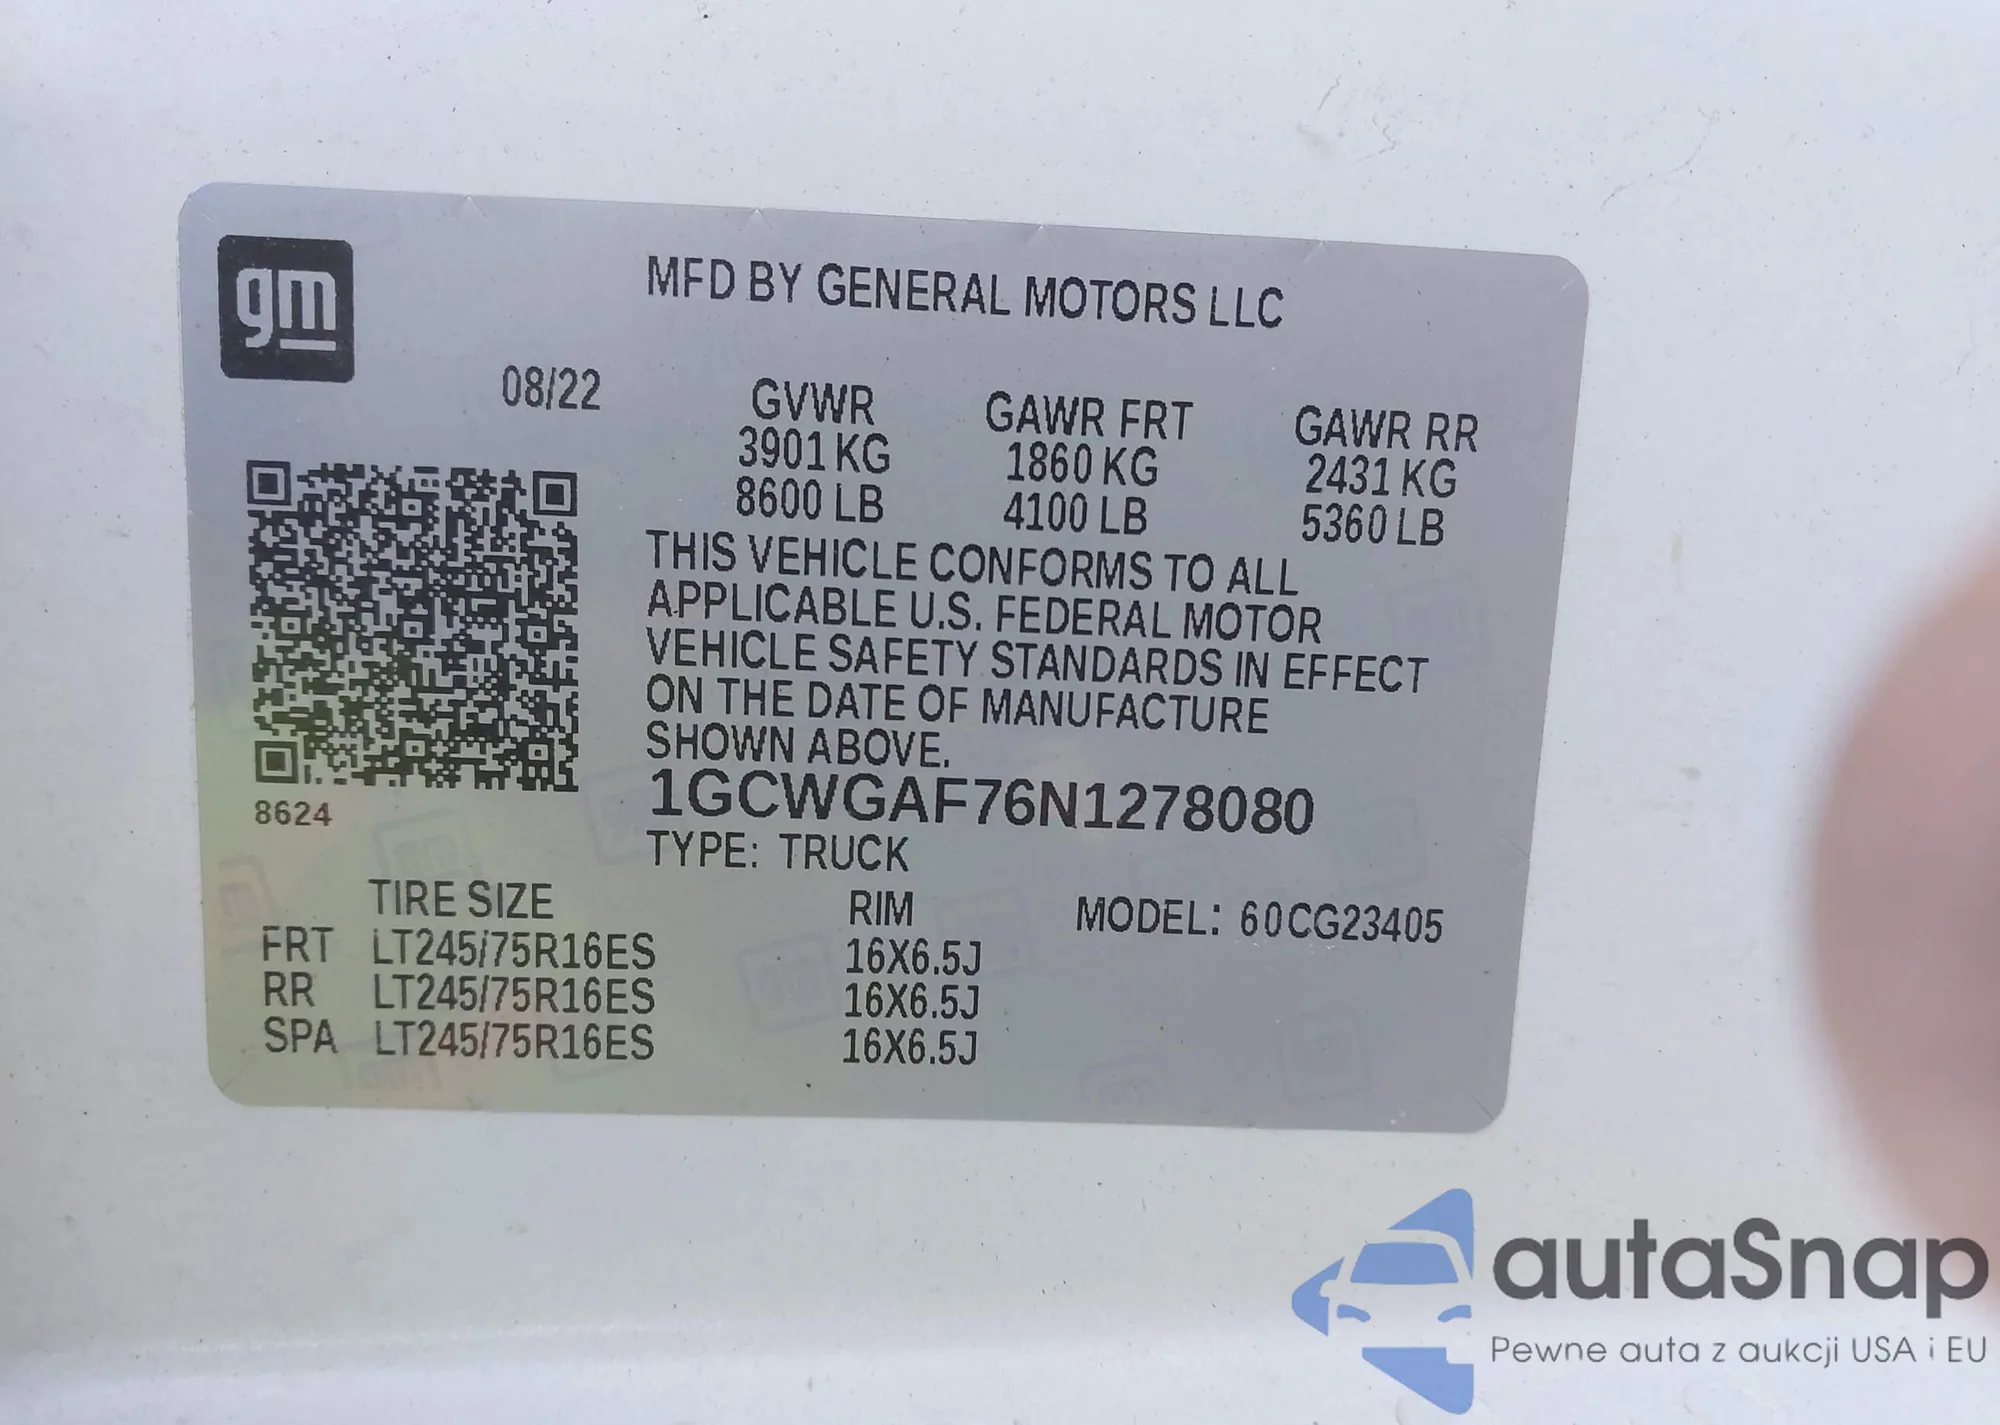 gm
MFD BY GENERAL MOTORS LLC
08/22
GVWR GAWR FRT GAWR RR
3901 KG 1860 KG 2431 KG
8600 LB 4100 LB 5360 LB
THIS VEHICLE CONFORMS TO ALL
APPLICABLE U.S. FEDERAL MOTOR
VEHICLE SAFETY STANDARDS IN EFFECT
ON THE DATE OF MANUFACTURE
SHOWN ABOVE.
1GCWGAF76N1278080
8624
TYPE: TRUCK
TIRE SIZE RIM MODEL: 60CG23405
FRT LT245/75R16ES 16X6.5J
RR LT245/75R16ES 16X6.5J
SPA LT245/75R16ES 16X6.5J
autaSnap
Pewne auta z aukcji USA i EU